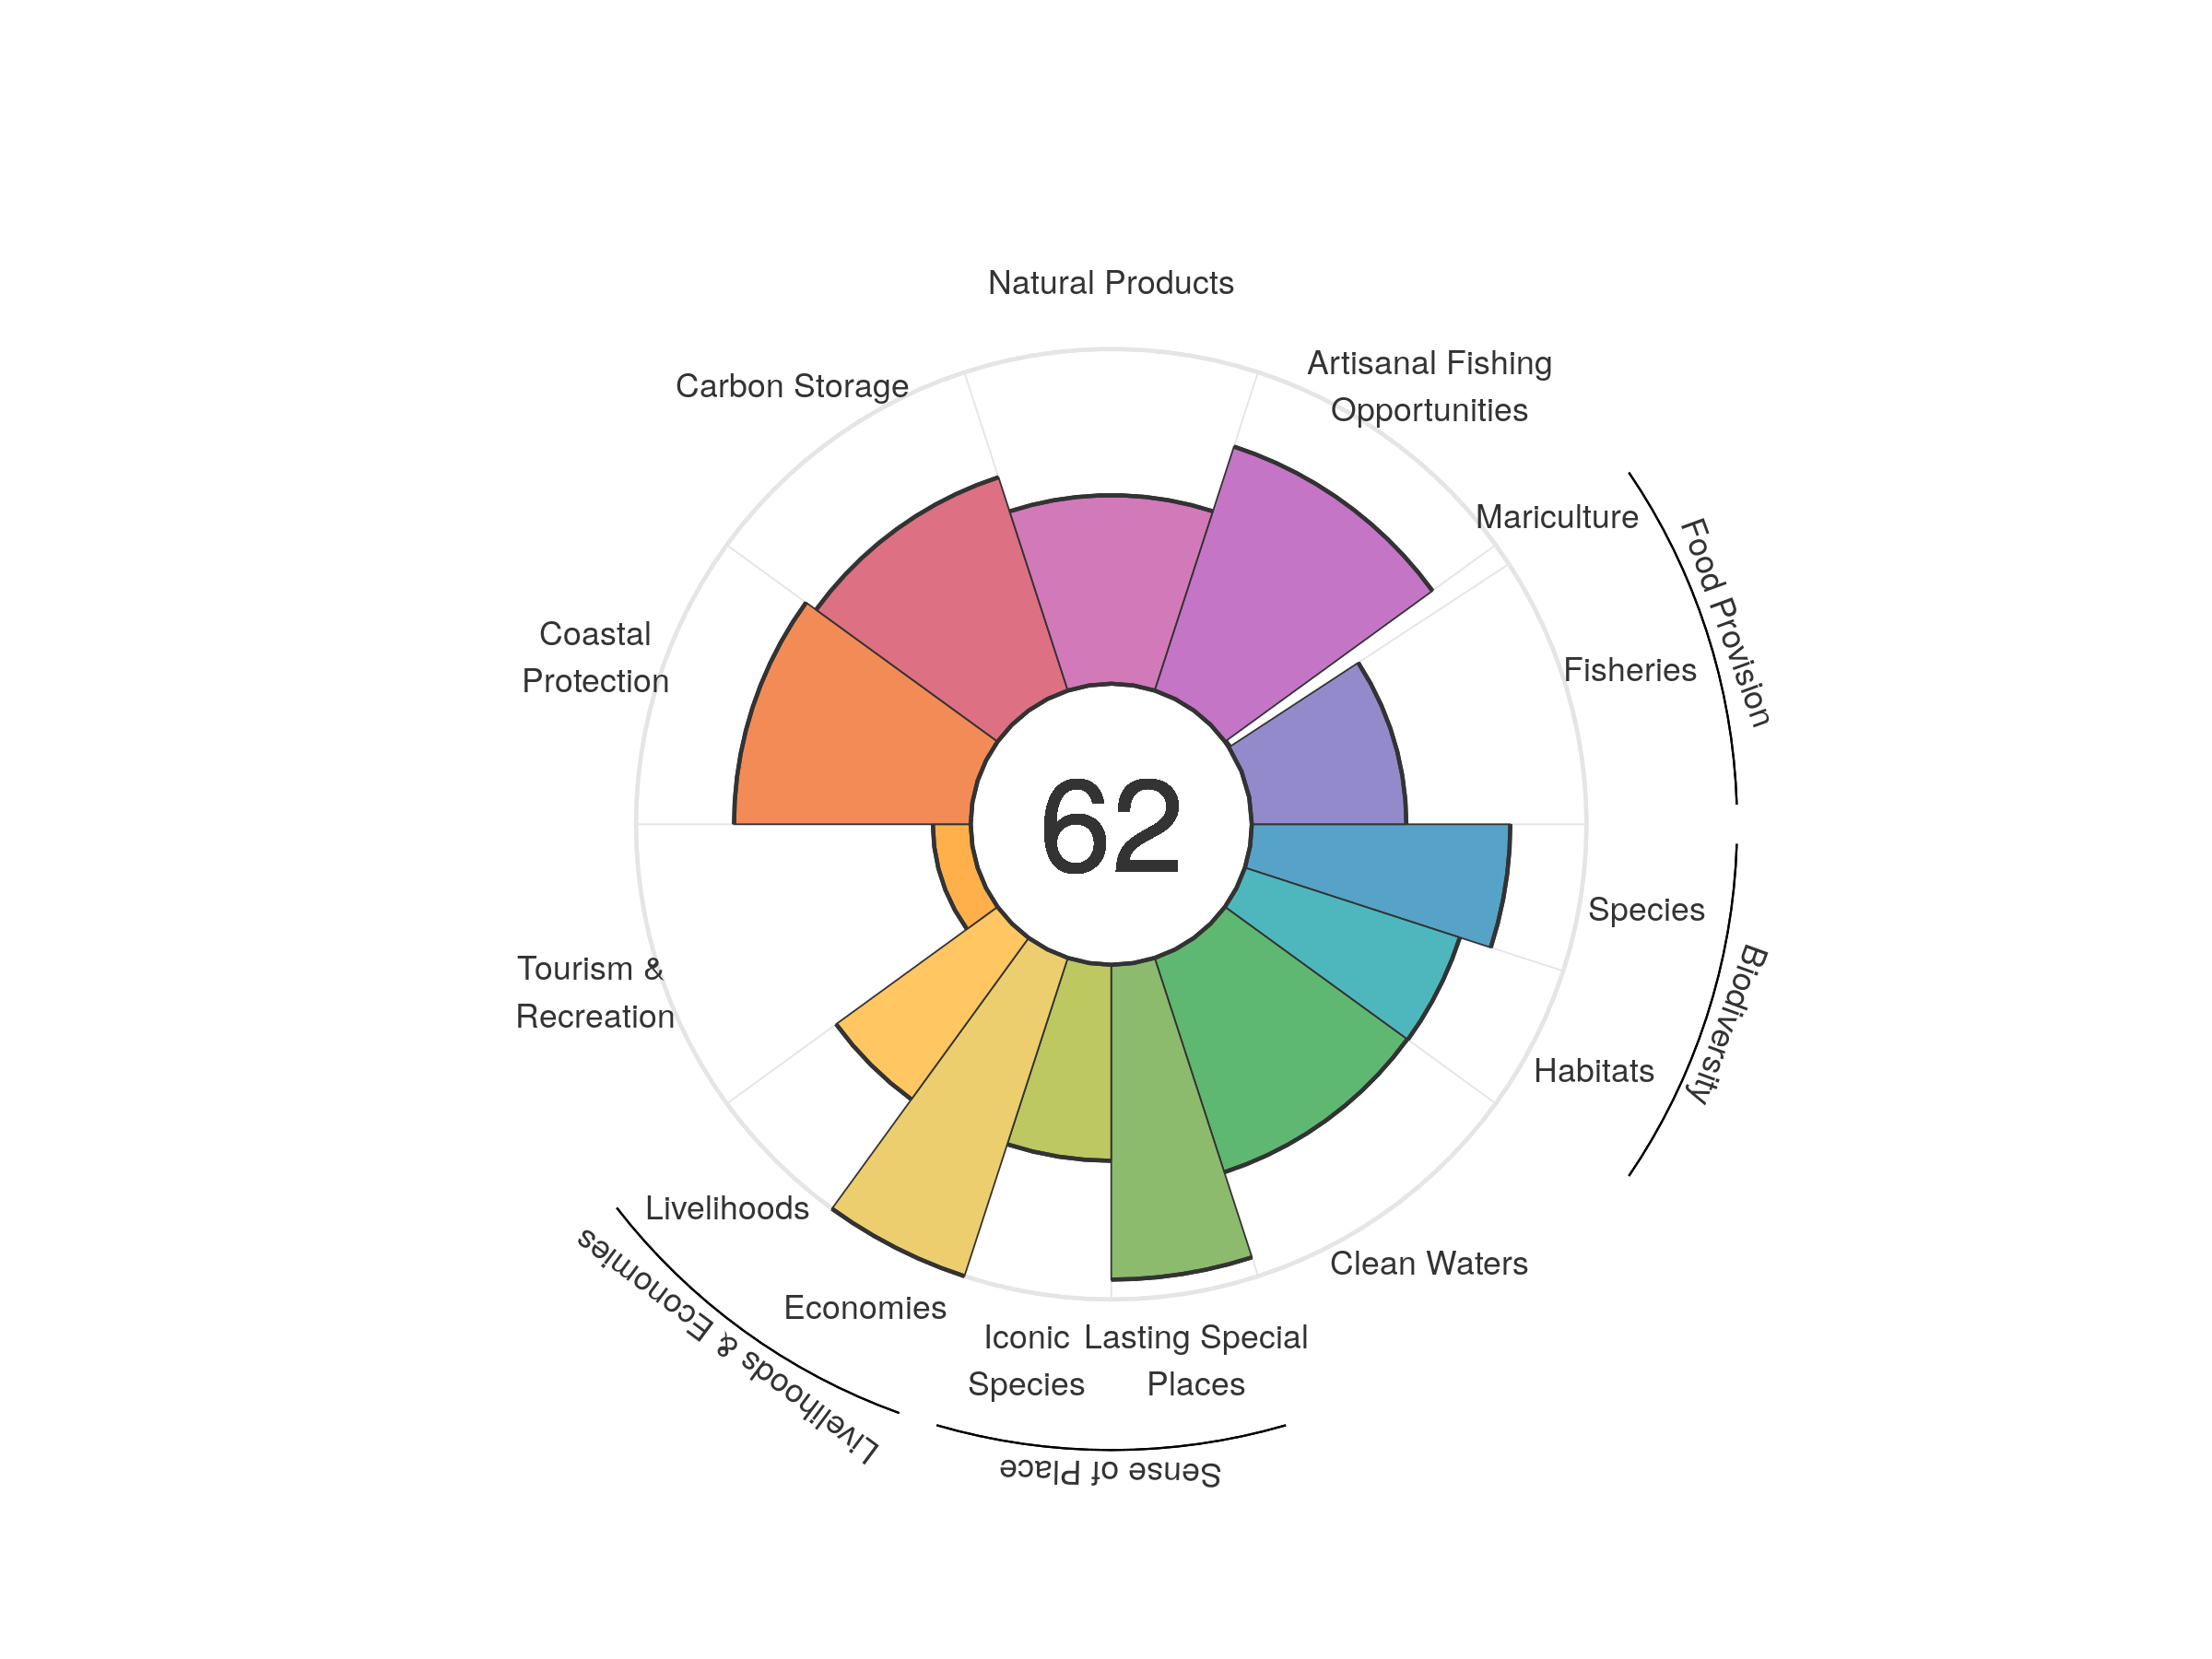 Natural Products
Artisanal Fishing
Opportunities
Carbon Storage
Mariculture
Food Provision
Fisheries
Coastal
Protection
62
Species
Biodiversity
Tourism &
Recreation
Habitats
Livelihoods
Clean Waters
Livelihoods & Economies
Economies
Iconic
Species
Lasting Special
Places
Sense of Place